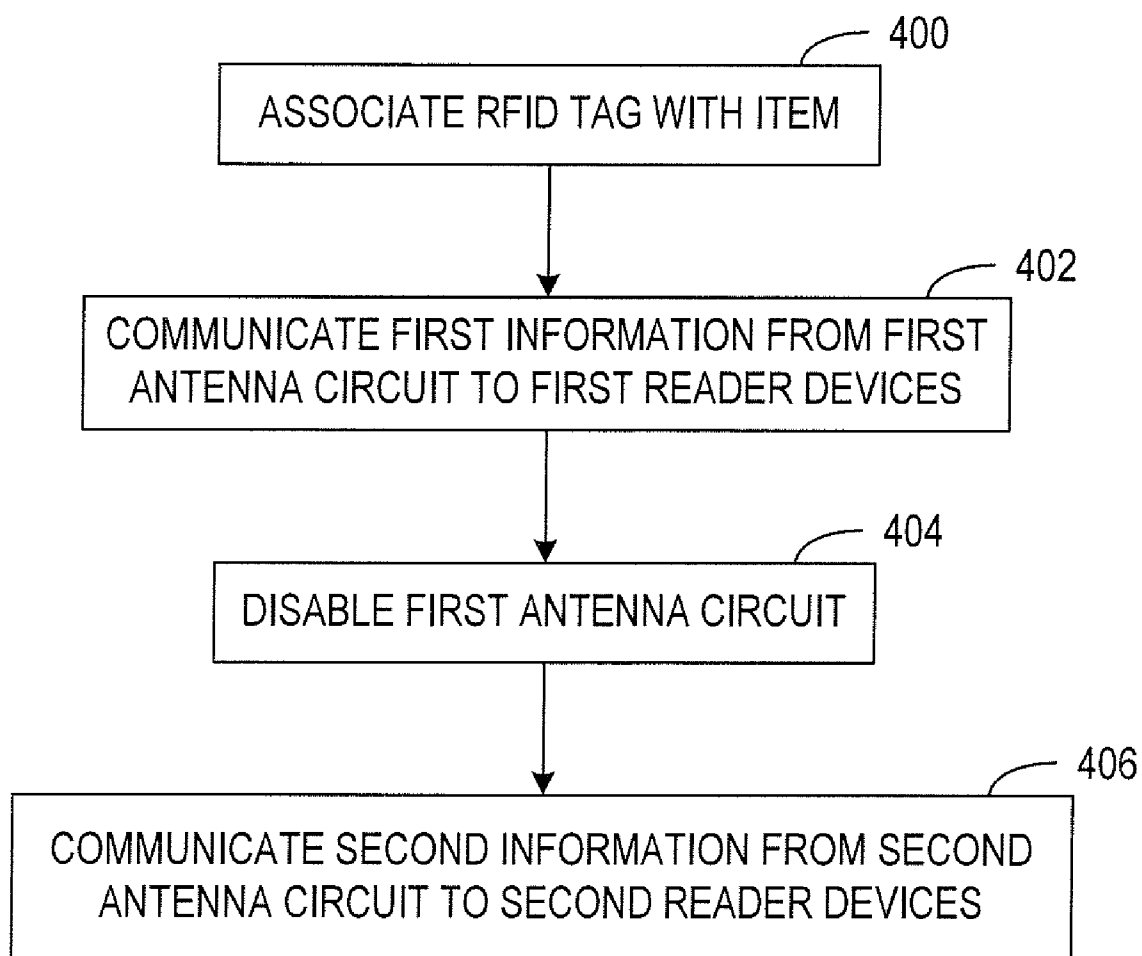 400
ASSOCIATE RFID TAG WITH ITEM
402
COMMUNICATE FIRST INFORMATION FROM FIRST
ANTENNA CIRCUIT TO FIRST READER DEVICES
404
DISABLE FIRST ANTENNA CIRCUIT
406
COMMUNICATE SECOND INFORMATION FROM SECOND
ANTENNA CIRCUIT TO SECOND READER DEVICES